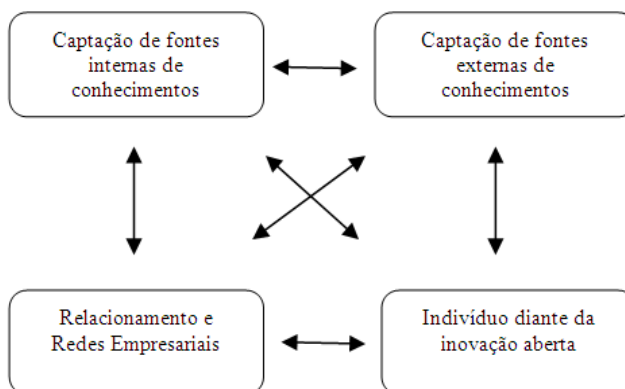 Captação de fontes
internas de
conhecimentos
Captação de fontes
externas de
conhecimentos
Relacionamento e
Redes Empresariais
Indivíduo diante da
inovação aberta